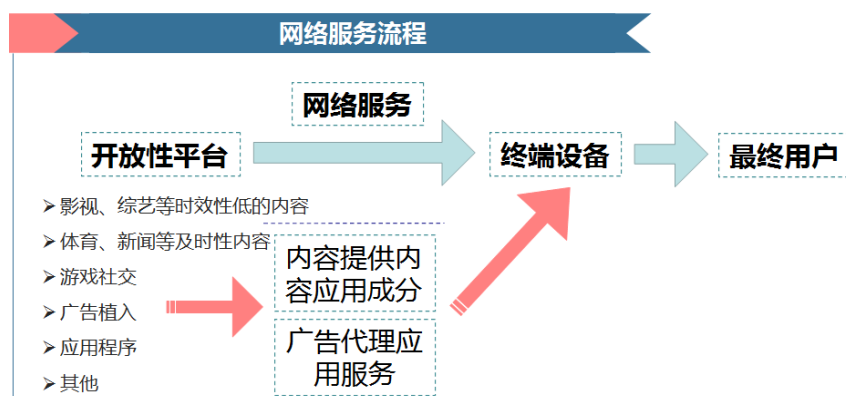 网络服务流程
网络服务
开放性平台
终端设备
最终用户
影视、综艺等时效性低的内容
体育、新闻等及时性内容
游戏社交
广告植入
应用程序
其他
内容提供内
容应用成分
广告代理应
用服务